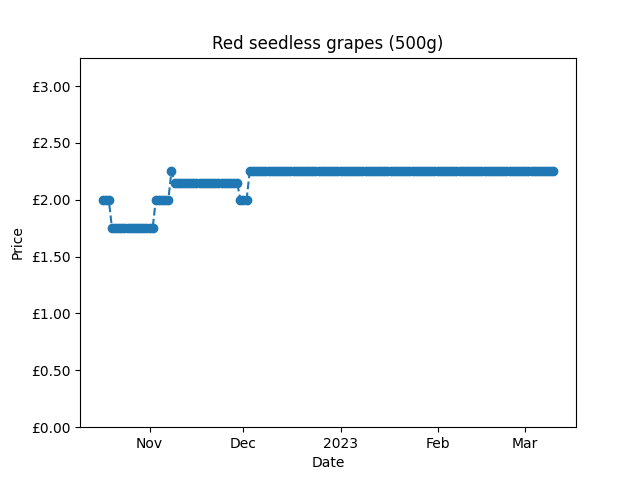 Red seedless grapes (500g)
£3.00
£2.50
£2.00
£1.50
£1.00
£0.50
£0.00
Price
Nov Dec 2023 Feb Mar
Date